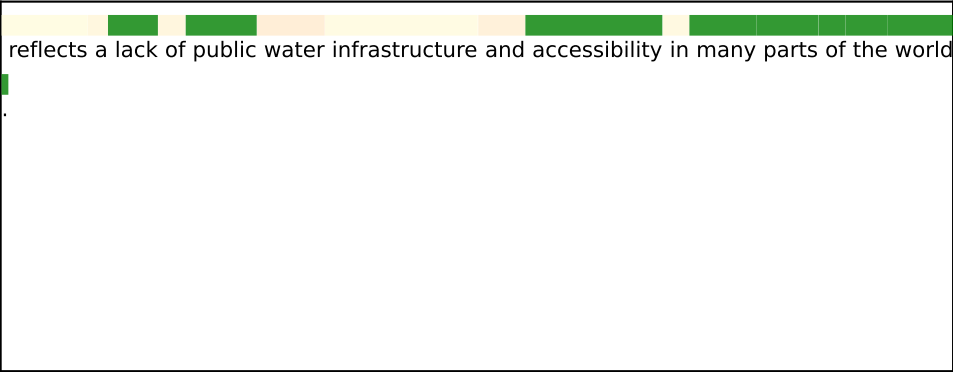 reflects a lack of public water infrastructure and accessibility in many parts of the world
.